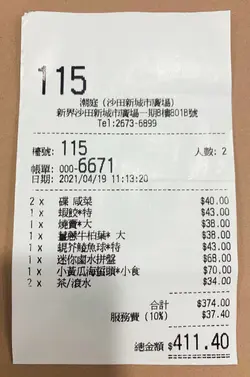 115
潮庭 (沙田新城市廣場)
新界沙田新城市廣場一期8樓801B號
Tel:2673-6899
檯號: 115 人數: 2
帳單: 000-6671
日期: 2021/04/19 11:13:20
2 x 碟 咸菜 $40.00
1 x 蝦餃*特 $43.00
1 x 燒賣*大 $38.00
1 x 牛柏葉* 大 $38.00
1 x 鯪魚球*特 $43.00
1 x 迷你鹵水拼盤 $68.00
1 x 小黃瓜海蜇頭*小食 $70.00
2 x 茶/滾水 $34.00
合計 $374.00
服務費 (10%) $37.40
總金額 $411.40